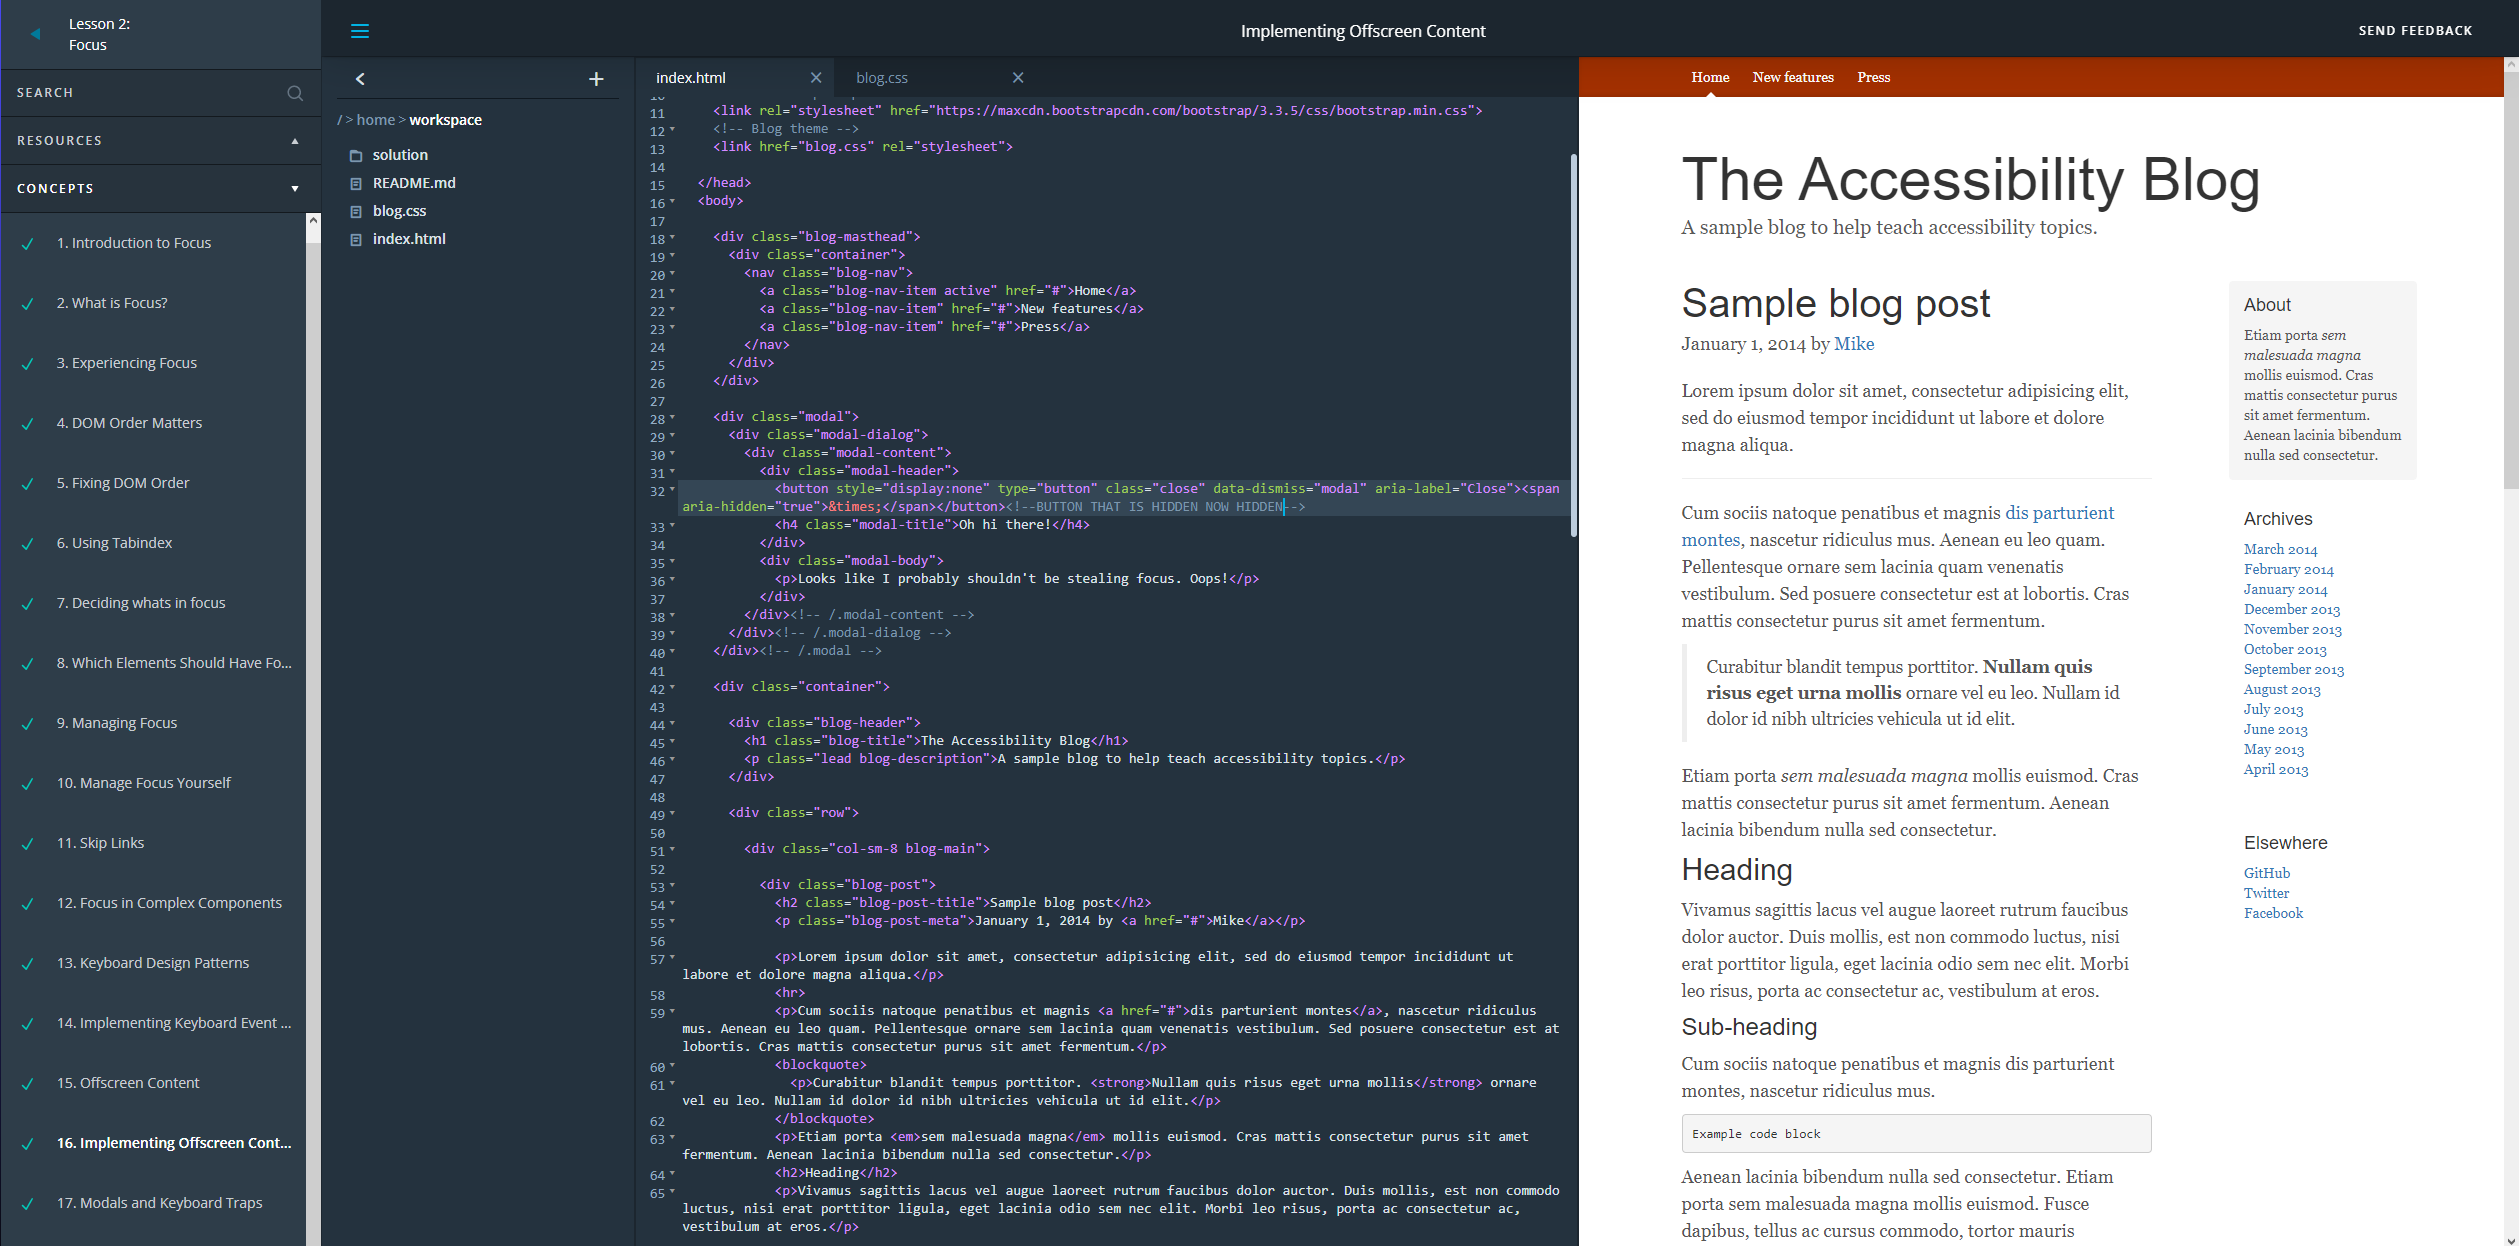 Lesson 2:
Focus
SEARCH
RESOURCES
CONCEPTS
1. Introduction to Focus
2. What is Focus?
3. Experiencing Focus
4. DOM Order Matters
5. Fixing DOM Order
6. Using Tabindex
7. Deciding whats in focus
8. Which Elements Should Have Fo...
9. Managing Focus
10. Manage Focus Yourself
11. Skip Links
12. Focus in Complex Components
13. Keyboard Design Patterns
14. Implementing Keyboard Event ...
15. Offscreen Content
16. Implementing Offscreen Cont...
17. Modals and Keyboard Traps
Implementing Offscreen Content
SEND FEEDBACK
/ > home > workspace
solution
README.md
blog.css
index.html
index.html
blog.css
10
11 <link rel="stylesheet" href="https://maxcdn.bootstrapcdn.com/bootstrap/3.3.5/css/bootstrap.min.css">
12 <!-- Blog theme -->
13 <link href="blog.css" rel="stylesheet">
14
15 </head>
16 <body>
17
18 <div class="blog-masthead">
19 <div class="container">
20 <nav class="blog-nav">
21 <a class="blog-nav-item active" href="#">Home</a>
22 <a class="blog-nav-item" href="#">New features</a>
23 <a class="blog-nav-item" href="#">Press</a>
24 </nav>
25 </div>
26 </div>
27
28 <div class="modal">
29 <div class="modal-dialog">
30 <div class="modal-content">
31 <div class="modal-header">
32 <button style="display:none" type="button" class="close" data-dismiss="modal" aria-label="Close"><span
aria-hidden="true">&times;</span></button><!--BUTTON THAT IS HIDDEN NOW HIDDEN-->
33 <h4 class="modal-title">Oh hi there!</h4>
34 </div>
35 <div class="modal-body">
36 <p>Looks like I probably shouldn't be stealing focus. Oops!</p>
37 </div>
38 </div><!-- /.modal-content -->
39 </div><!-- /.modal-dialog -->
40 </div><!-- /.modal -->
41
42 <div class="container">
43
44 <div class="blog-header">
45 <h1 class="blog-title">The Accessibility Blog</h1>
46 <p class="lead blog-description">A sample blog to help teach accessibility topics.</p>
47 </div>
48
49 <div class="row">
50
51 <div class="col-sm-8 blog-main">
52
53 <div class="blog-post">
54 <h2 class="blog-post-title">Sample blog post</h2>
55 <p class="blog-post-meta">January 1, 2014 by <a href="#">Mike</a></p>
56
57 <p>Lorem ipsum dolor sit amet, consectetur adipisicing elit, sed do eiusmod tempor incididunt ut
labore et dolore magna aliqua.</p>
58 <hr>
59 <p>Cum sociis natoque penatibus et magnis <a href="#">dis parturient montes</a>, nascetur ridiculus
mus. Aenean eu leo quam. Pellentesque ornare sem lacinia quam venenatis vestibulum. Sed posuere consectetur est at
lobortis. Cras mattis consectetur purus sit amet fermentum.</p>
60 <blockquote>
61 <p>Curabitur blandit tempus porttitor. <strong>Nullam quis risus eget urna mollis</strong> ornare
vel eu leo. Nullam id dolor id nibh ultricies vehicula ut id elit.</p>
62 </blockquote>
63 <p>Etiam porta <em>sem malesuada magna</em> mollis euismod. Cras mattis consectetur purus sit amet
fermentum. Aenean lacinia bibendum nulla sed consectetur.</p>
64 <h2>Heading</h2>
65 <p>Vivamus sagittis lacus vel augue laoreet rutrum faucibus dolor auctor. Duis mollis, est non commodo
luctus, nisi erat porttitor ligula, eget lacinia odio sem nec elit. Morbi leo risus, porta ac consectetur ac,
vestibulum at eros.</p>
Home New features Press
The Accessibility Blog
A sample blog to help teach accessibility topics.
Sample blog post
January 1, 2014 by Mike
Lorem ipsum dolor sit amet, consectetur adipisicing elit,
sed do eiusmod tempor incididunt ut labore et dolore
magna aliqua.
Cum sociis natoque penatibus et magnis dis parturient
montes, nascetur ridiculus mus. Aenean eu leo quam.
Pellentesque ornare sem lacinia quam venenatis
vestibulum. Sed posuere consectetur est at lobortis. Cras
mattis consectetur purus sit amet fermentum.
Curabitur blandit tempus porttitor. Nullam quis
risus eget urna mollis ornare vel eu leo. Nullam id
dolor id nibh ultricies vehicula ut id elit.
Etiam porta sem malesuada magna mollis euismod. Cras
mattis consectetur purus sit amet fermentum. Aenean
lacinia bibendum nulla sed consectetur.
Heading
Vivamus sagittis lacus vel augue laoreet rutrum faucibus
dolor auctor. Duis mollis, est non commodo luctus, nisi
erat porttitor ligula, eget lacinia odio sem nec elit. Morbi
leo risus, porta ac consectetur ac, vestibulum at eros.
Sub-heading
Cum sociis natoque penatibus et magnis dis parturient
montes, nascetur ridiculus mus.
Example code block
Aenean lacinia bibendum nulla sed consectetur. Etiam
porta sem malesuada magna mollis euismod. Fusce
dapibus, tellus ac cursus commodo, tortor mauris
About
Etiam porta sem
malesuada magna
mollis euismod. Cras
mattis consectetur purus
sit amet fermentum.
Aenean lacinia bibendum
nulla sed consectetur.
Archives
March 2014
February 2014
January 2014
December 2013
November 2013
October 2013
September 2013
August 2013
July 2013
June 2013
May 2013
April 2013
Elsewhere
GitHub
Twitter
Facebook